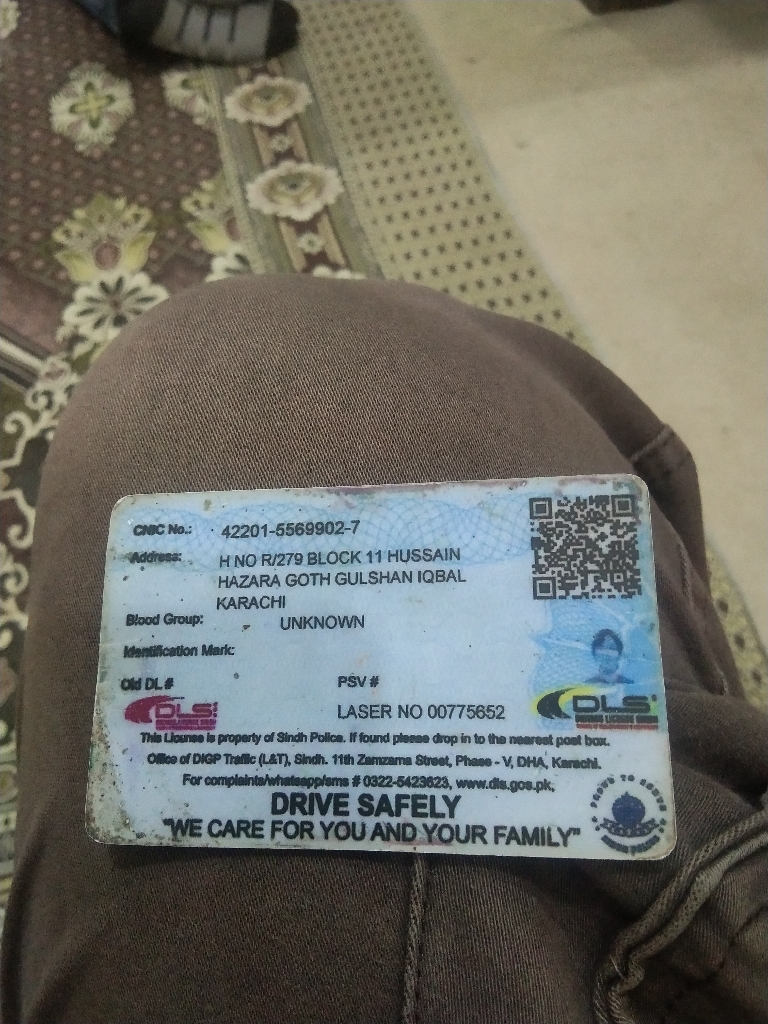 CNIC No.: 42201-5569902-7
Address: H NO R/279 BLOCK 11 HUSSAIN
HAZARA GOTH GULSHAN IQBAL
KARACHI
Blood Group: UNKNOWN
Identification Mark:
Old DL # PSV #
DLS LASER NO 00775652 DLS
This License is property of Sindh Police. If found please drop in to the nearest post box.
Office of DIGP Traffic (L&T), Sindh. 11th Zamzama Street, Phase - V, DHA, Karachi.
For complaints/whatsapp/sms # 0322-5423623, www.dls.gos.pk,
DRIVE SAFELY
"WE CARE FOR YOU AND YOUR FAMILY"
PROUD TO SERVE